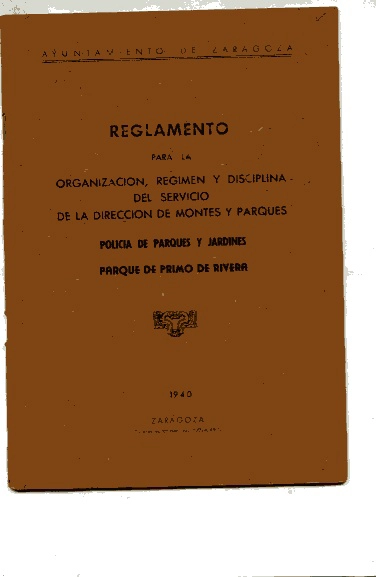 AYUNTAMIENTO DE ZARAGOZA
REGLAMENTO
PARA LA
ORGANIZACION, REGIMEN Y DISCIPLINA
DEL SERVICIO
DE LA DIRECCION DE MONTES Y PARQUES
POLICIA DE PARQUES Y JARDINES
PARQUE DE PRIMO DE RIVERA
1940
ZARAGOZA